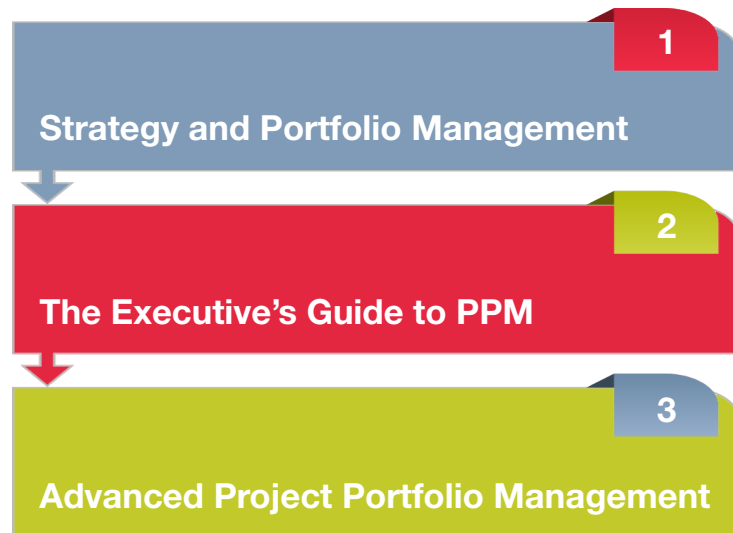 1
Strategy and Portfolio Management
2
The Executive’s Guide to PPM
3
Advanced Project Portfolio Management